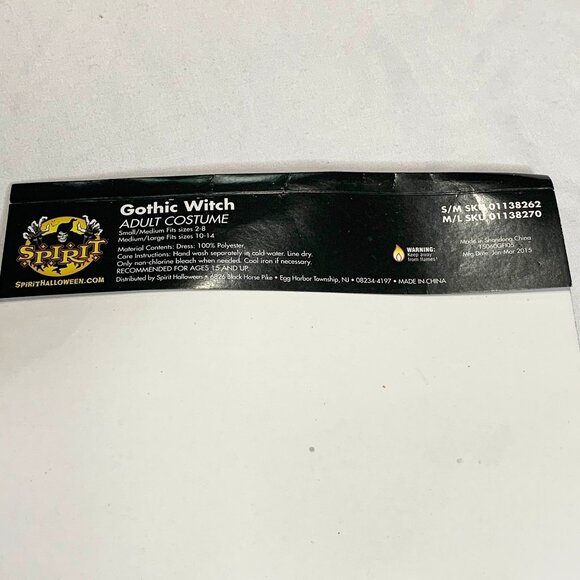 SPIRIT
SPIRITHALLOWEEN.COM
Gothic Witch
ADULT COSTUME
Small/Medium Fits sizes 2-8
Medium/Large Fits sizes 10-14
Material Contents: Dress: 100% Polyester.
Care Instructions: Hand wash separately in cold water. Line dry.
Only non-chlorine bleach when needed. Cool iron if necessary.
RECOMMENDED FOR AGES 15 AND UP.
Distributed by Spirit Halloween • 6826 Black Horse Pike • Egg Harbor Township, NJ • 08234-4197 • MADE IN CHINA
WARNING:
Keep away
from flames!
S/M SKU 01138262
M/L SKU 01138270
Made in Shandong China
Mfg Date: Jan-Mar 2015